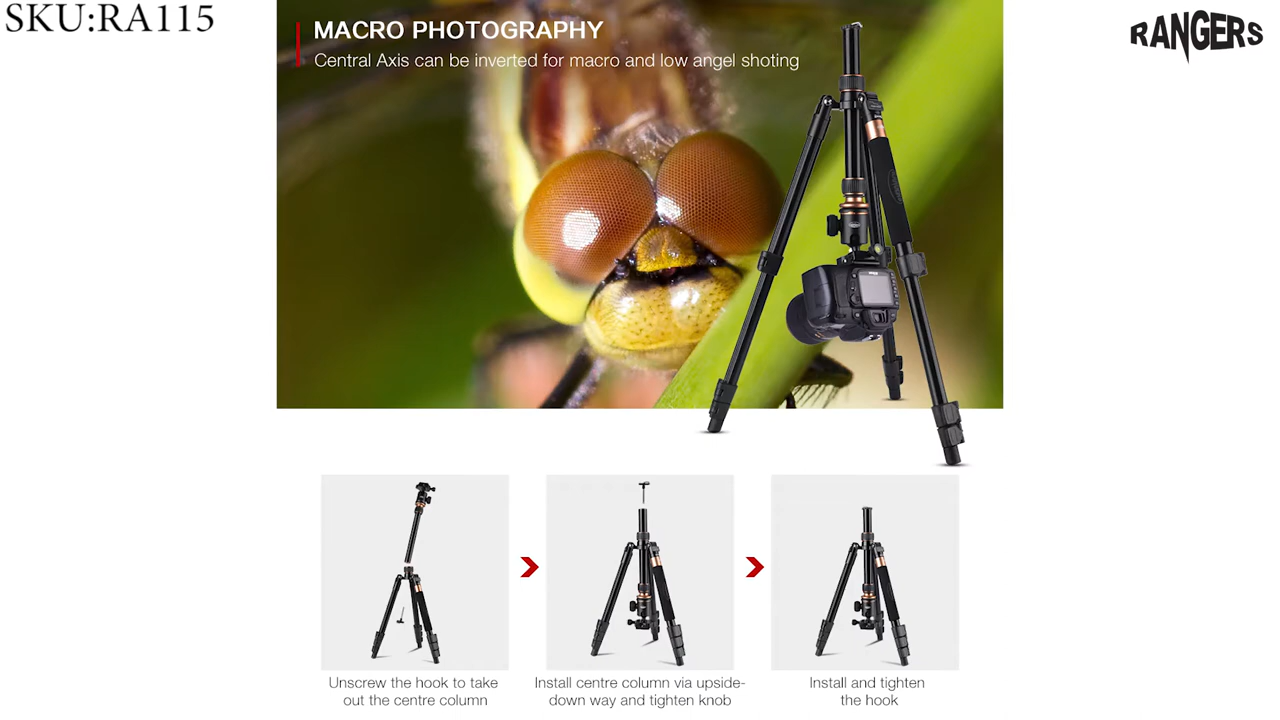 SKU:RA115
RANGERS
MACRO PHOTOGRAPHY
Central Axis can be inverted for macro and low angel shoting
Unscrew the hook to take
out the centre column
Install centre column via upside-
down way and tighten knob
Install and tighten
the hook